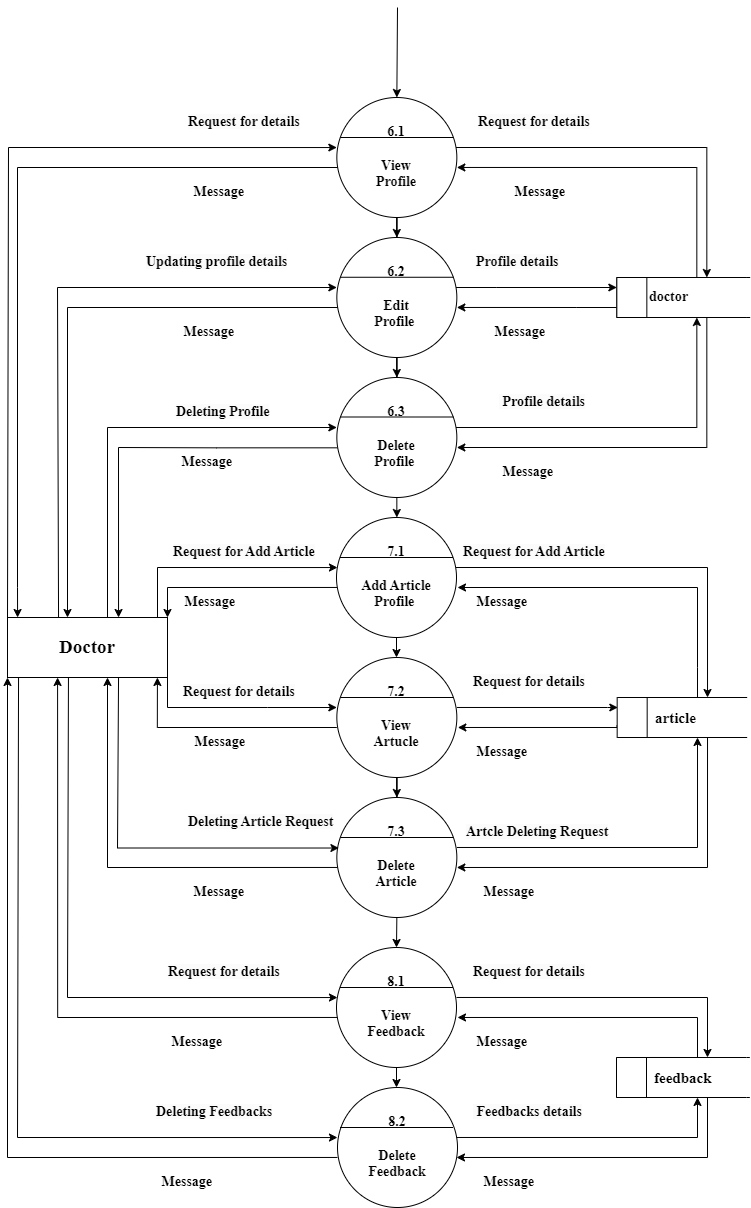 Request for details
6.1
Request for details
View
Profile
Message
Message
Updating profile details
6.2
Profile details
Edit
Profile
doctor
Message
Message
Deleting Profile
6.3
Profile details
Delete
Profile
Message
Message
Request for Add Article
7.1
Request for Add Article
Add Article
Profile
Message
Message
Doctor
Request for details
7.2
Request for details
View
Artucle
article
Message
Message
Deleting Article Request
7.3
Artcle Deleting Request
Delete
Article
Message
Message
Request for details
8.1
Request for details
View
Feedback
Message
Message
feedback
Deleting Feedbacks
8.2
Feedbacks details
Delete
Feedback
Message
Message